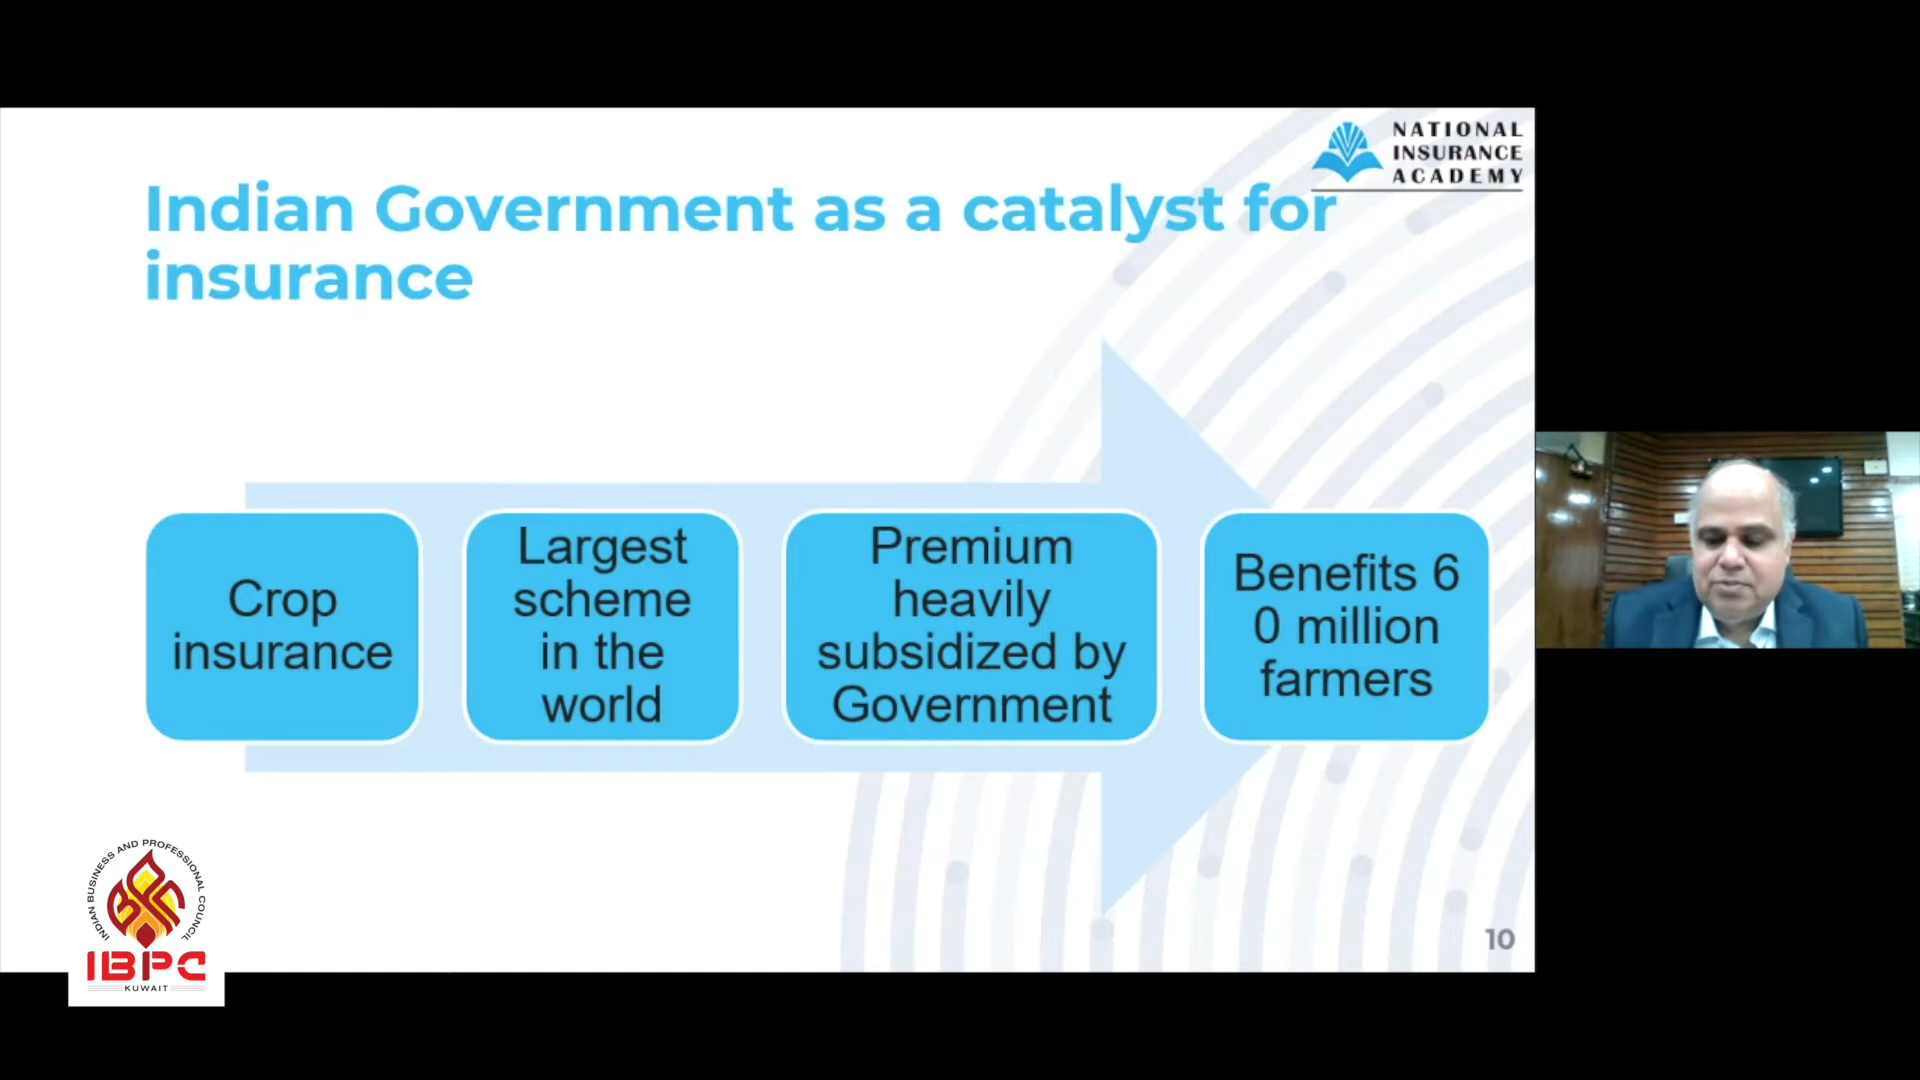 NATIONAL
INSURANCE
ACADEMY
Indian Government as a catalyst for
insurance
Crop
insurance
Largest
scheme
in the
world
Premium
heavily
subsidized by
Government
Benefits 6
0 million
farmers
10
INDIAN BUSINESS AND PROFESSIONAL COUNCIL
IBPC
KUWAIT